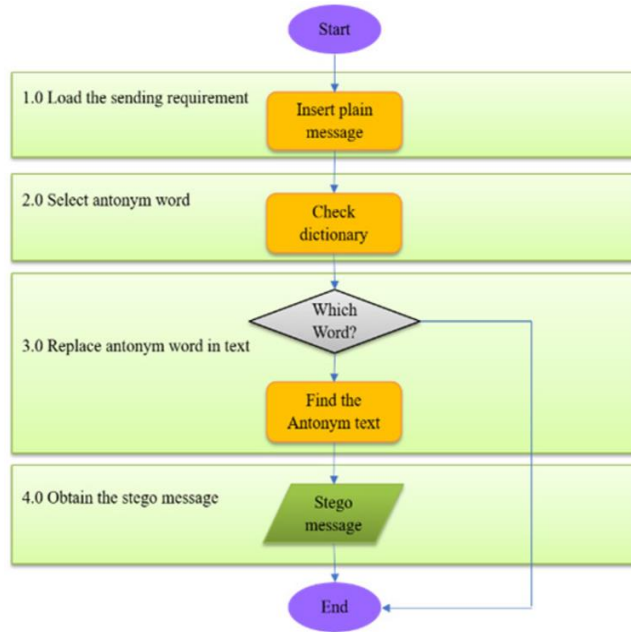 Start
1.0 Load the sending requirement
Insert plain
message
2.0 Select antonym word
Check
dictionary
Which
Word?
3.0 Replace antonym word in text
Find the
Antonym text
4.0 Obtain the stego message
Stego
message
End